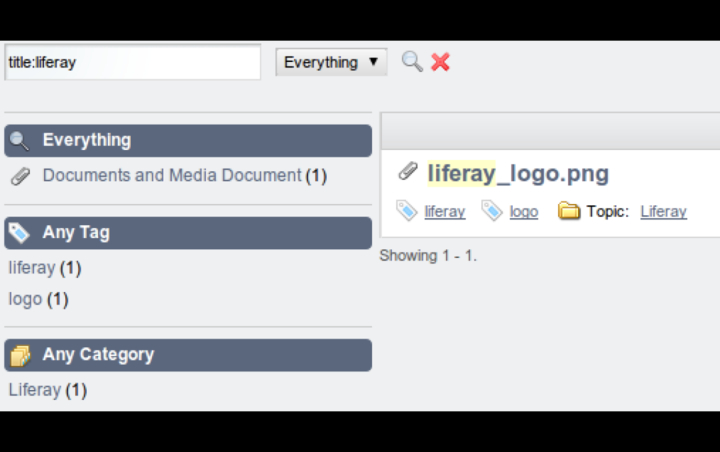 title:liferay
Everything ▼
Everything
Documents and Media Document (1)
Any Tag
liferay (1)
logo (1)
Any Category
Liferay (1)
liferay_logo.png
liferay logo Topic: Liferay
Showing 1 - 1.